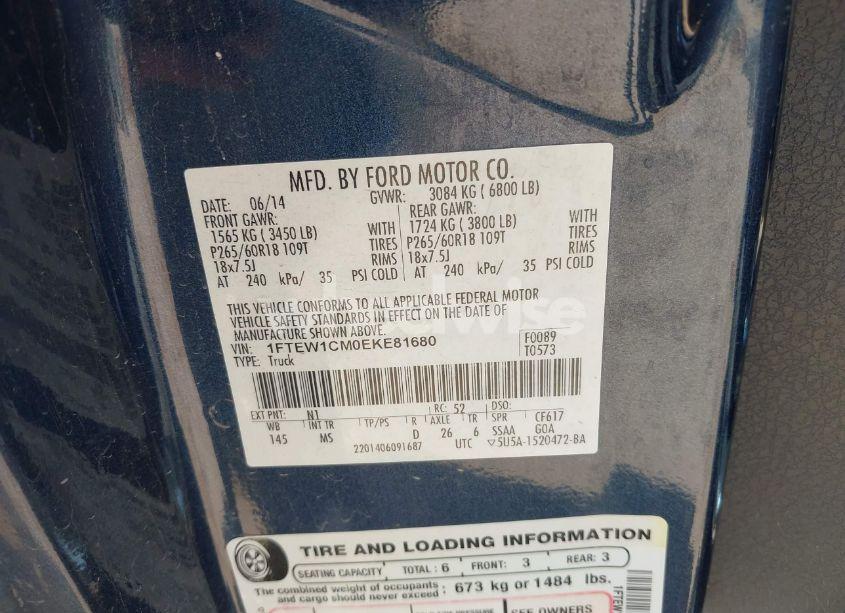 MFD. BY FORD MOTOR CO.
DATE: 06/14 GVWR: 3084 KG ( 6800 LB)
FRONT GAWR: REAR GAWR:
1565 KG ( 3450 LB) WITH 1724 KG ( 3800 LB) WITH
P265/60R18 109T TIRES P265/60R18 109T TIRES
18x7.5J RIMS 18x7.5J RIMS
AT 240 kPa/ 35 PSI COLD AT 240 kPa/ 35 PSI COLD
THIS VEHICLE CONFORMS TO ALL APPLICABLE FEDERAL MOTOR
VEHICLE SAFETY STANDARDS IN EFFECT ON THE DATE OF
MANUFACTURE SHOWN ABOVE.
VIN: 1FTEW1CM0EKE81680 F0089
TYPE: Truck T0573
EXT PNT: N1 RC: 52 DSO:
WB INT TR TP/PS R AXLE TR SPR CF617
145 MS D 26 6 SSAA GOA
2201406091687 UTC 5U5A-1520472-BA
TIRE AND LOADING INFORMATION
SEATING CAPACITY TOTAL: 6 FRONT: 3 REAR: 3
The combined weight of occupants and cargo should never exceed: 673 kg or 1484 lbs.
SEE OWNERS
1FTEW